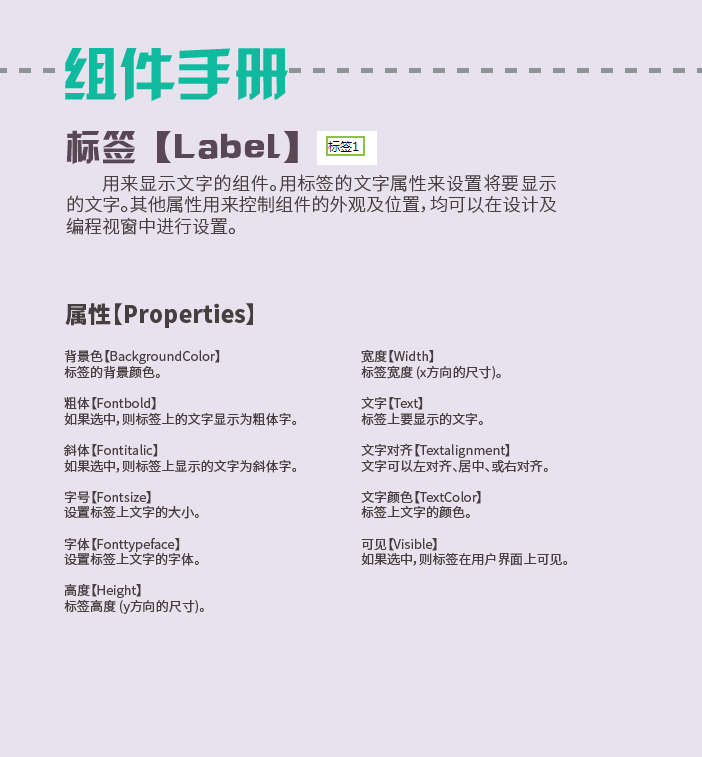 组件手册
标签【Label】 标签1
用来显示文字的组件。用标签的文字属性来设置将要显示
的文字。其他属性用来控制组件的外观及位置，均可以在设计及
编程视窗中进行设置。
属性【Properties】
背景色【BackgroundColor】
标签的背景颜色。
粗体【Fontbold】
如果选中，则标签上的文字显示为粗体字。
斜体【Fontitalic】
如果选中，则标签上显示的文字为斜体字。
字号【Fontsize】
设置标签上文字的大小。
字体【Fonttypeface】
设置标签上文字的字体。
高度【Height】
标签高度 (y方向的尺寸)。
宽度【Width】
标签宽度 (x方向的尺寸)。
文字【Text】
标签上要显示的文字。
文字对齐【Textalignment】
文字可以左对齐、居中、或右对齐。
文字颜色【TextColor】
标签上文字的颜色。
可见【Visible】
如果选中，则标签在用户界面上可见。